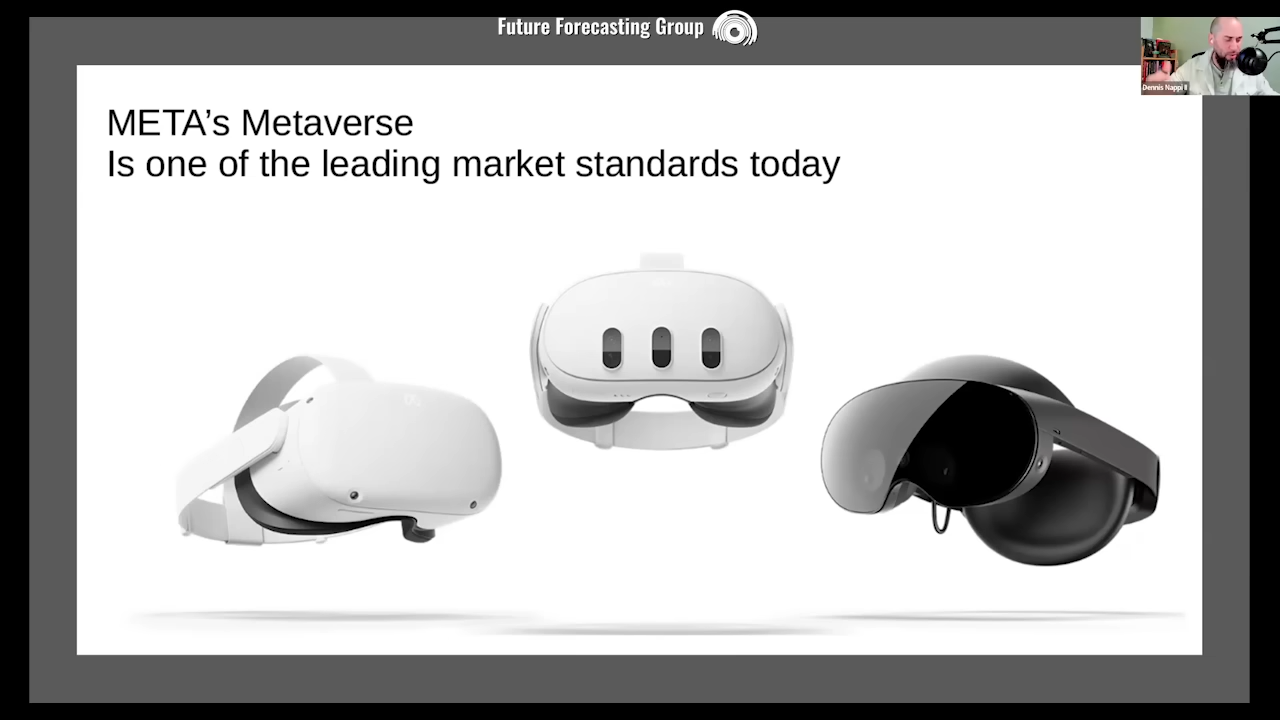 Future Forecasting Group
Dennis Nappi II
META’s Metaverse
Is one of the leading market standards today